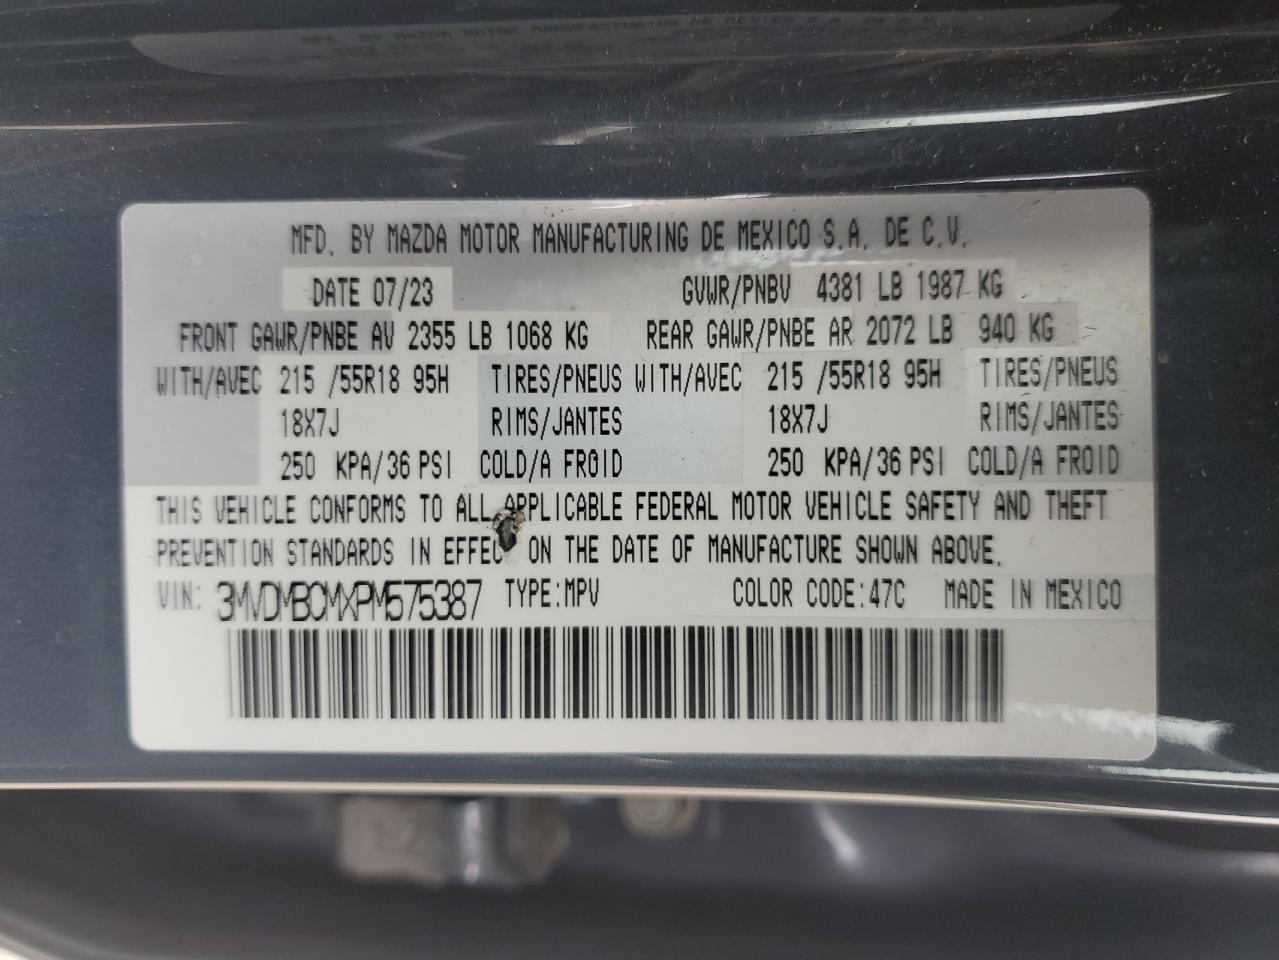 MFD. BY MAZDA MOTOR MANUFACTURING DE MEXICO S.A. DE C.V.
DATE 07/23 GVWR/PNBV 4381 LB 1987 KG
FRONT GAWR/PNBE AV 2355 LB 1068 KG REAR GAWR/PNBE AR 2072 LB 940 KG
WITH/AVEC 215 /55R18 95H TIRES/PNEUS WITH/AVEC 215 /55R18 95H TIRES/PNEUS
18X7J RIMS/JANTES 18X7J RIMS/JANTES
250 KPA/36 PSI COLD/A FROID 250 KPA/36 PSI COLD/A FROID
THIS VEHICLE CONFORMS TO ALL APPLICABLE FEDERAL MOTOR VEHICLE SAFETY AND THEFT
PREVENTION STANDARDS IN EFFECT ON THE DATE OF MANUFACTURE SHOWN ABOVE.
VIN: 3MVDMBCMXPM575387 TYPE:MPV COLOR CODE:47C MADE IN MEXICO